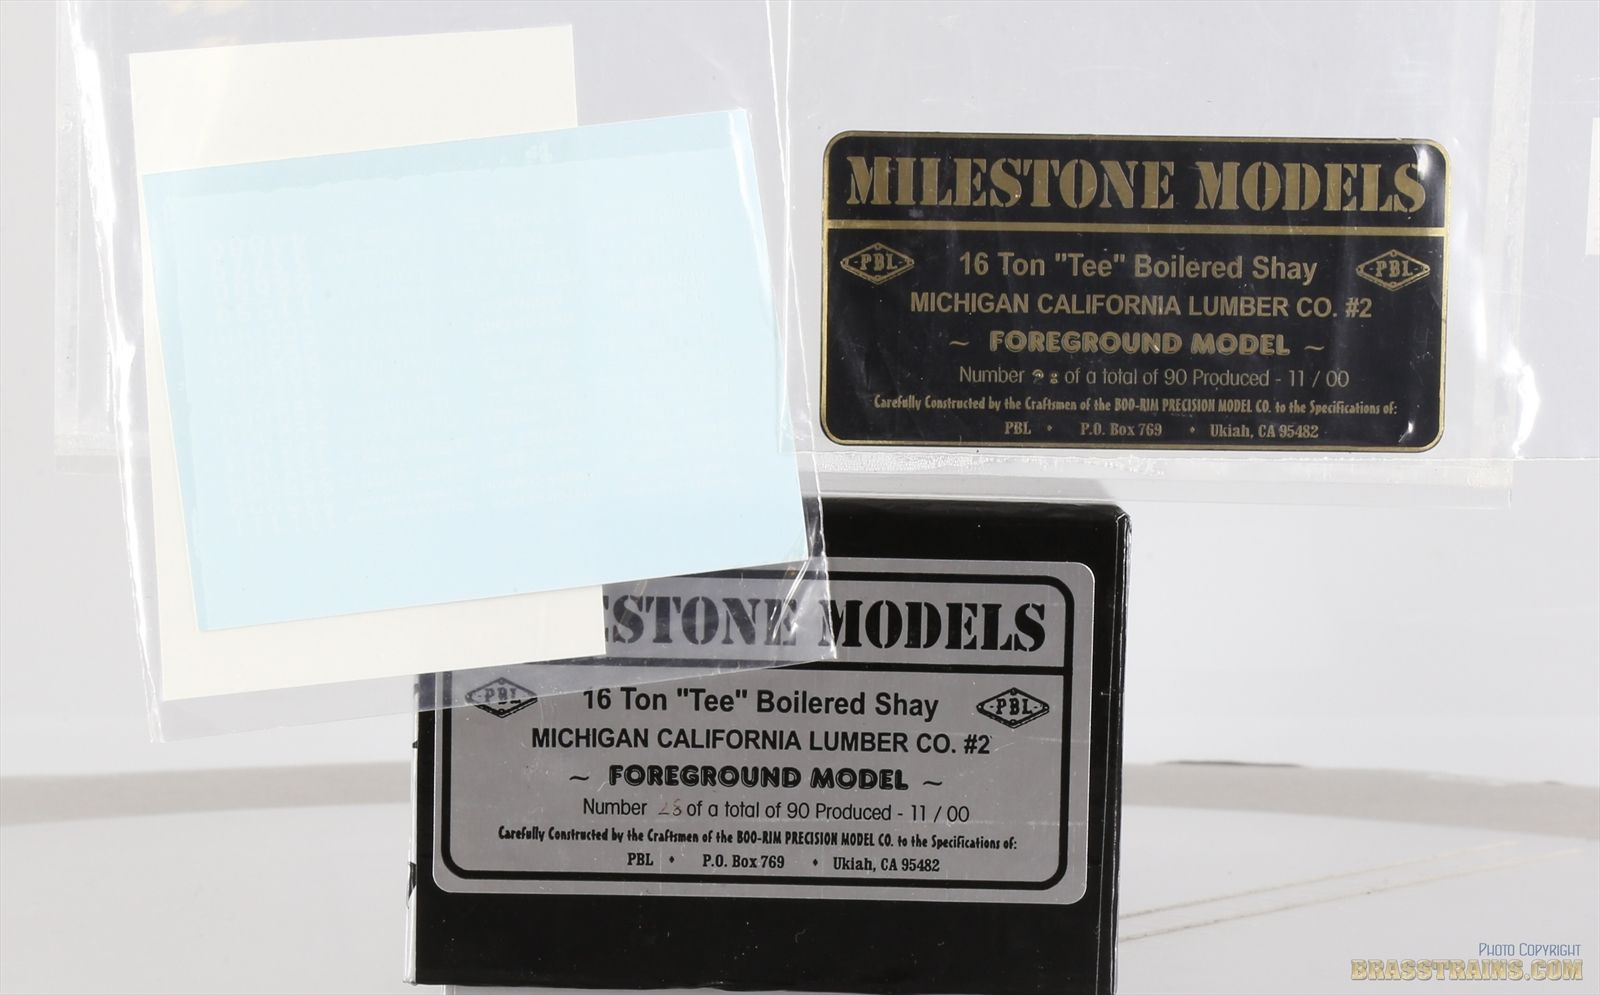 MILESTONE MODELS
PBL
16 Ton "Tee" Boilered Shay
PBL
MICHIGAN CALIFORNIA LUMBER CO. #2
~ FOREGROUND MODEL ~
Number of a total of 90 Produced - 11 / 00
Carefully Constructed by the Craftsmen of the BOO-RIM PRECISION MODEL CO. to the Specifications of:
PBL • P.O. Box 769 • Ukiah, CA 95482
ESTONE MODELS
PBL
16 Ton "Tee" Boilered Shay
PBL
MICHIGAN CALIFORNIA LUMBER CO. #2
~ FOREGROUND MODEL ~
Number 28 of a total of 90 Produced - 11 / 00
Carefully Constructed by the Craftsmen of the BOO-RIM PRECISION MODEL CO. to the Specifications of:
PBL • P.O. Box 769 • Ukiah, CA 95482
PHOTO COPYRIGHT
BRASSTRAINS.COM